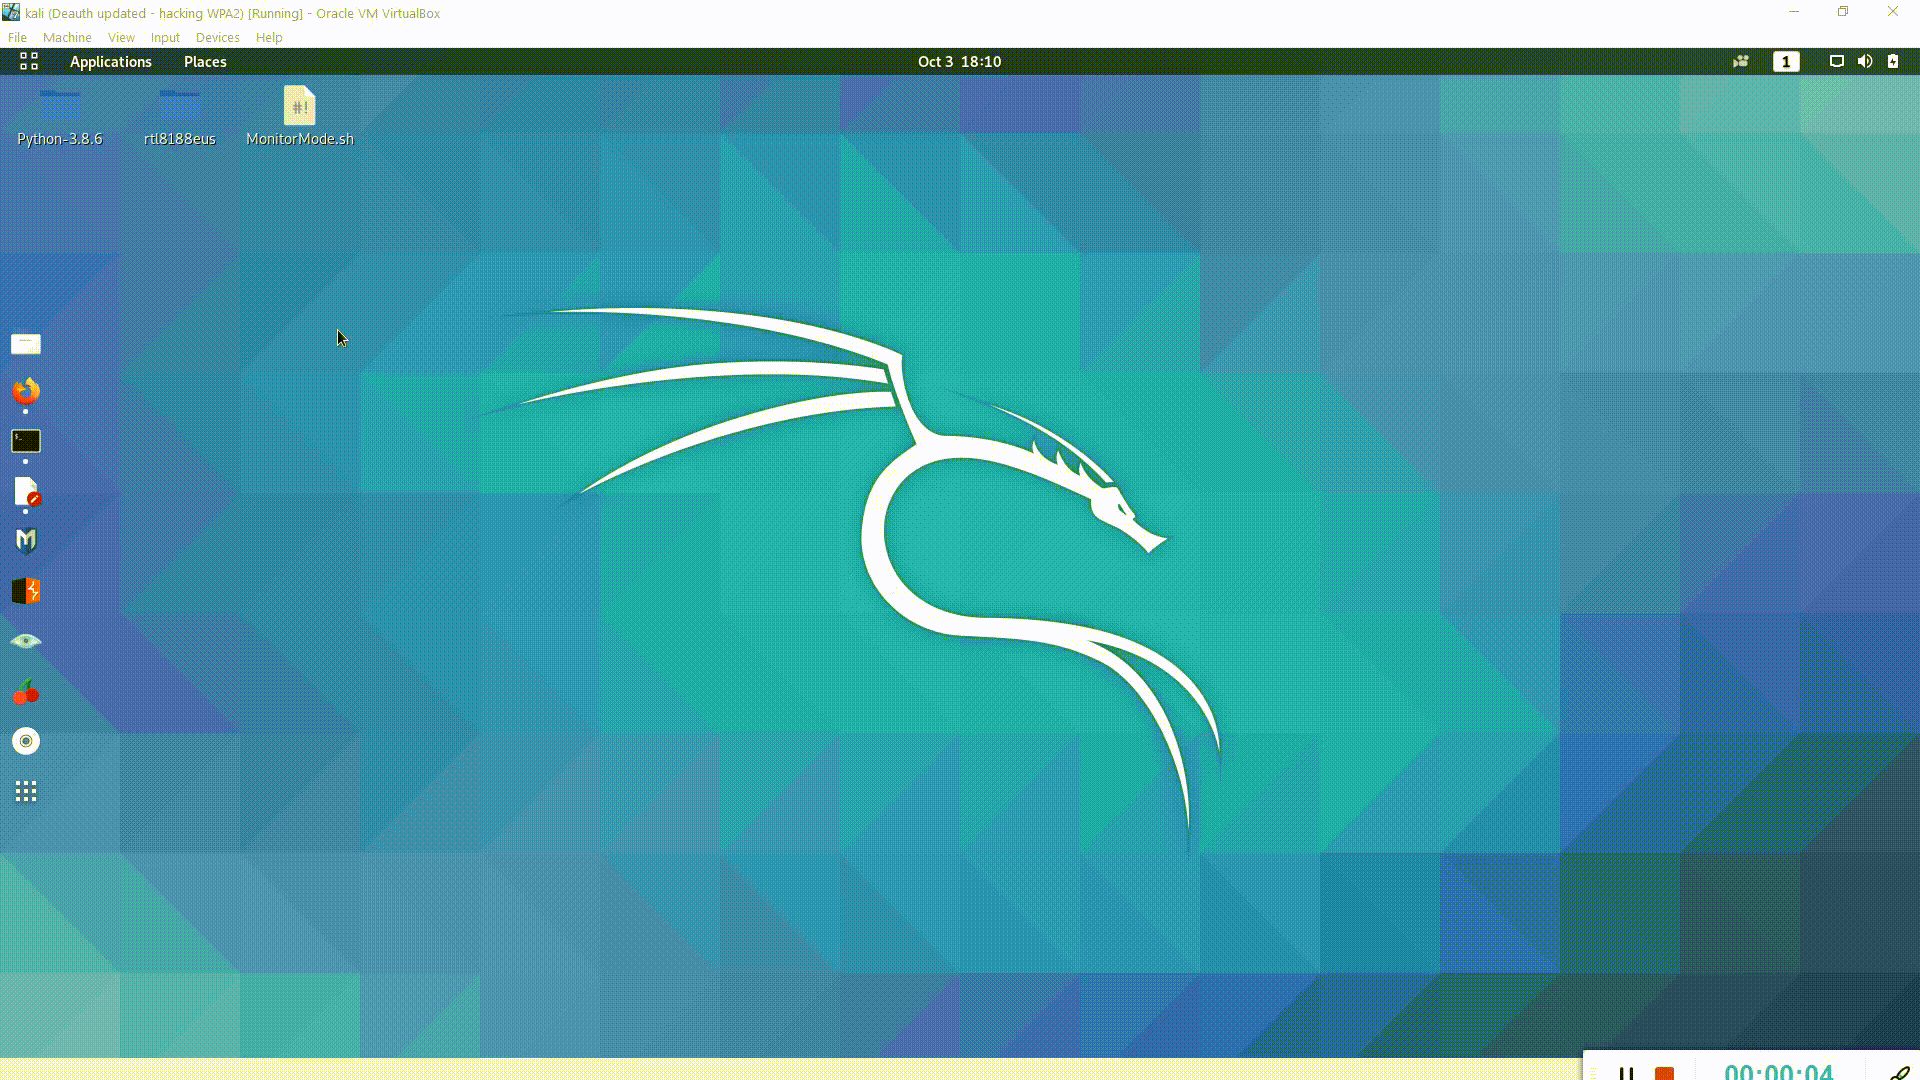 kali (Deauth updated - hacking WPA2) [Running] - Oracle VM VirtualBox
File Machine View Input Devices Help
Applications Places Oct 3 18:10 1
#!
Python-3.8.6 rtl8188eus MonitorMode.sh
$_
00:00:04